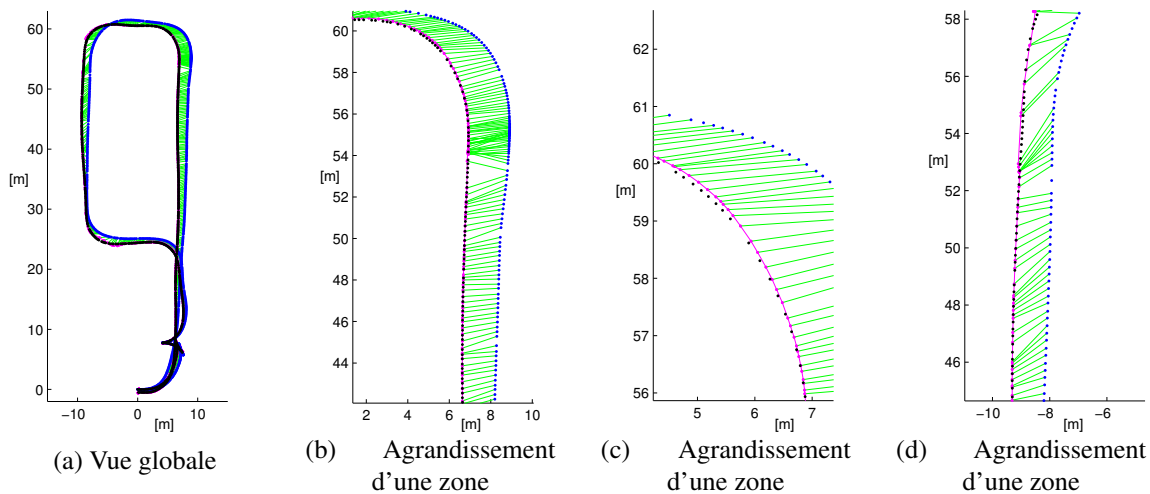 60
50
40
[m]
30
20
10
0
−10 0 10
[m]
(a) Vue globale
60
58
56
54
[m]
52
50
48
46
44
2 4 6 8 10
[m]
(b) Agrandissement
d'une zone
62
61
60
[m]
59
58
57
56
5 6 7
[m]
(c) Agrandissement
d'une zone
58
56
54
[m]
52
50
48
46
−10 −8 −6
[m]
(d) Agrandissement
d'une zone